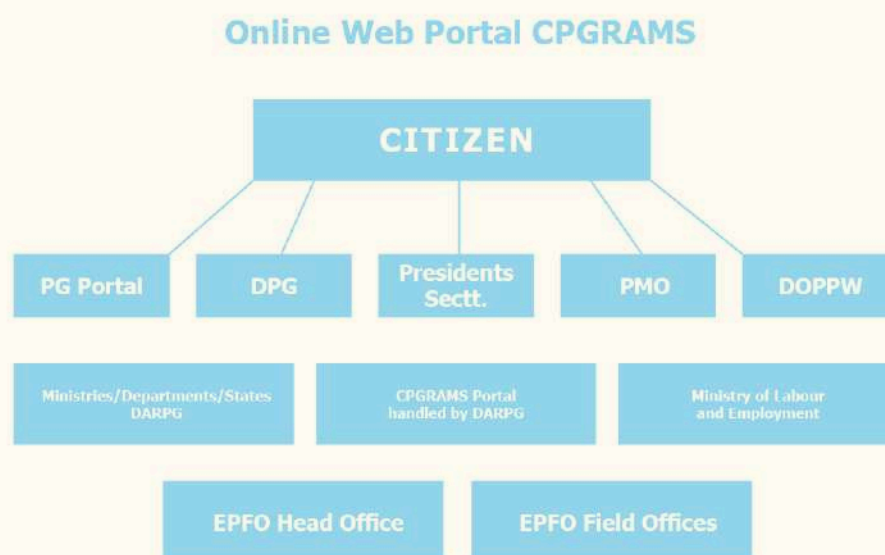 Online Web Portal CPGRAMS
CITIZEN
PG Portal
DPG
Presidents
Sectt.
PMO
DOPPW
Ministries/Departments/States
DARPG
CPGRAMS Portal
handled by DARPG
Ministry of Labour
and Employment
EPFO Head Office
EPFO Field Offices